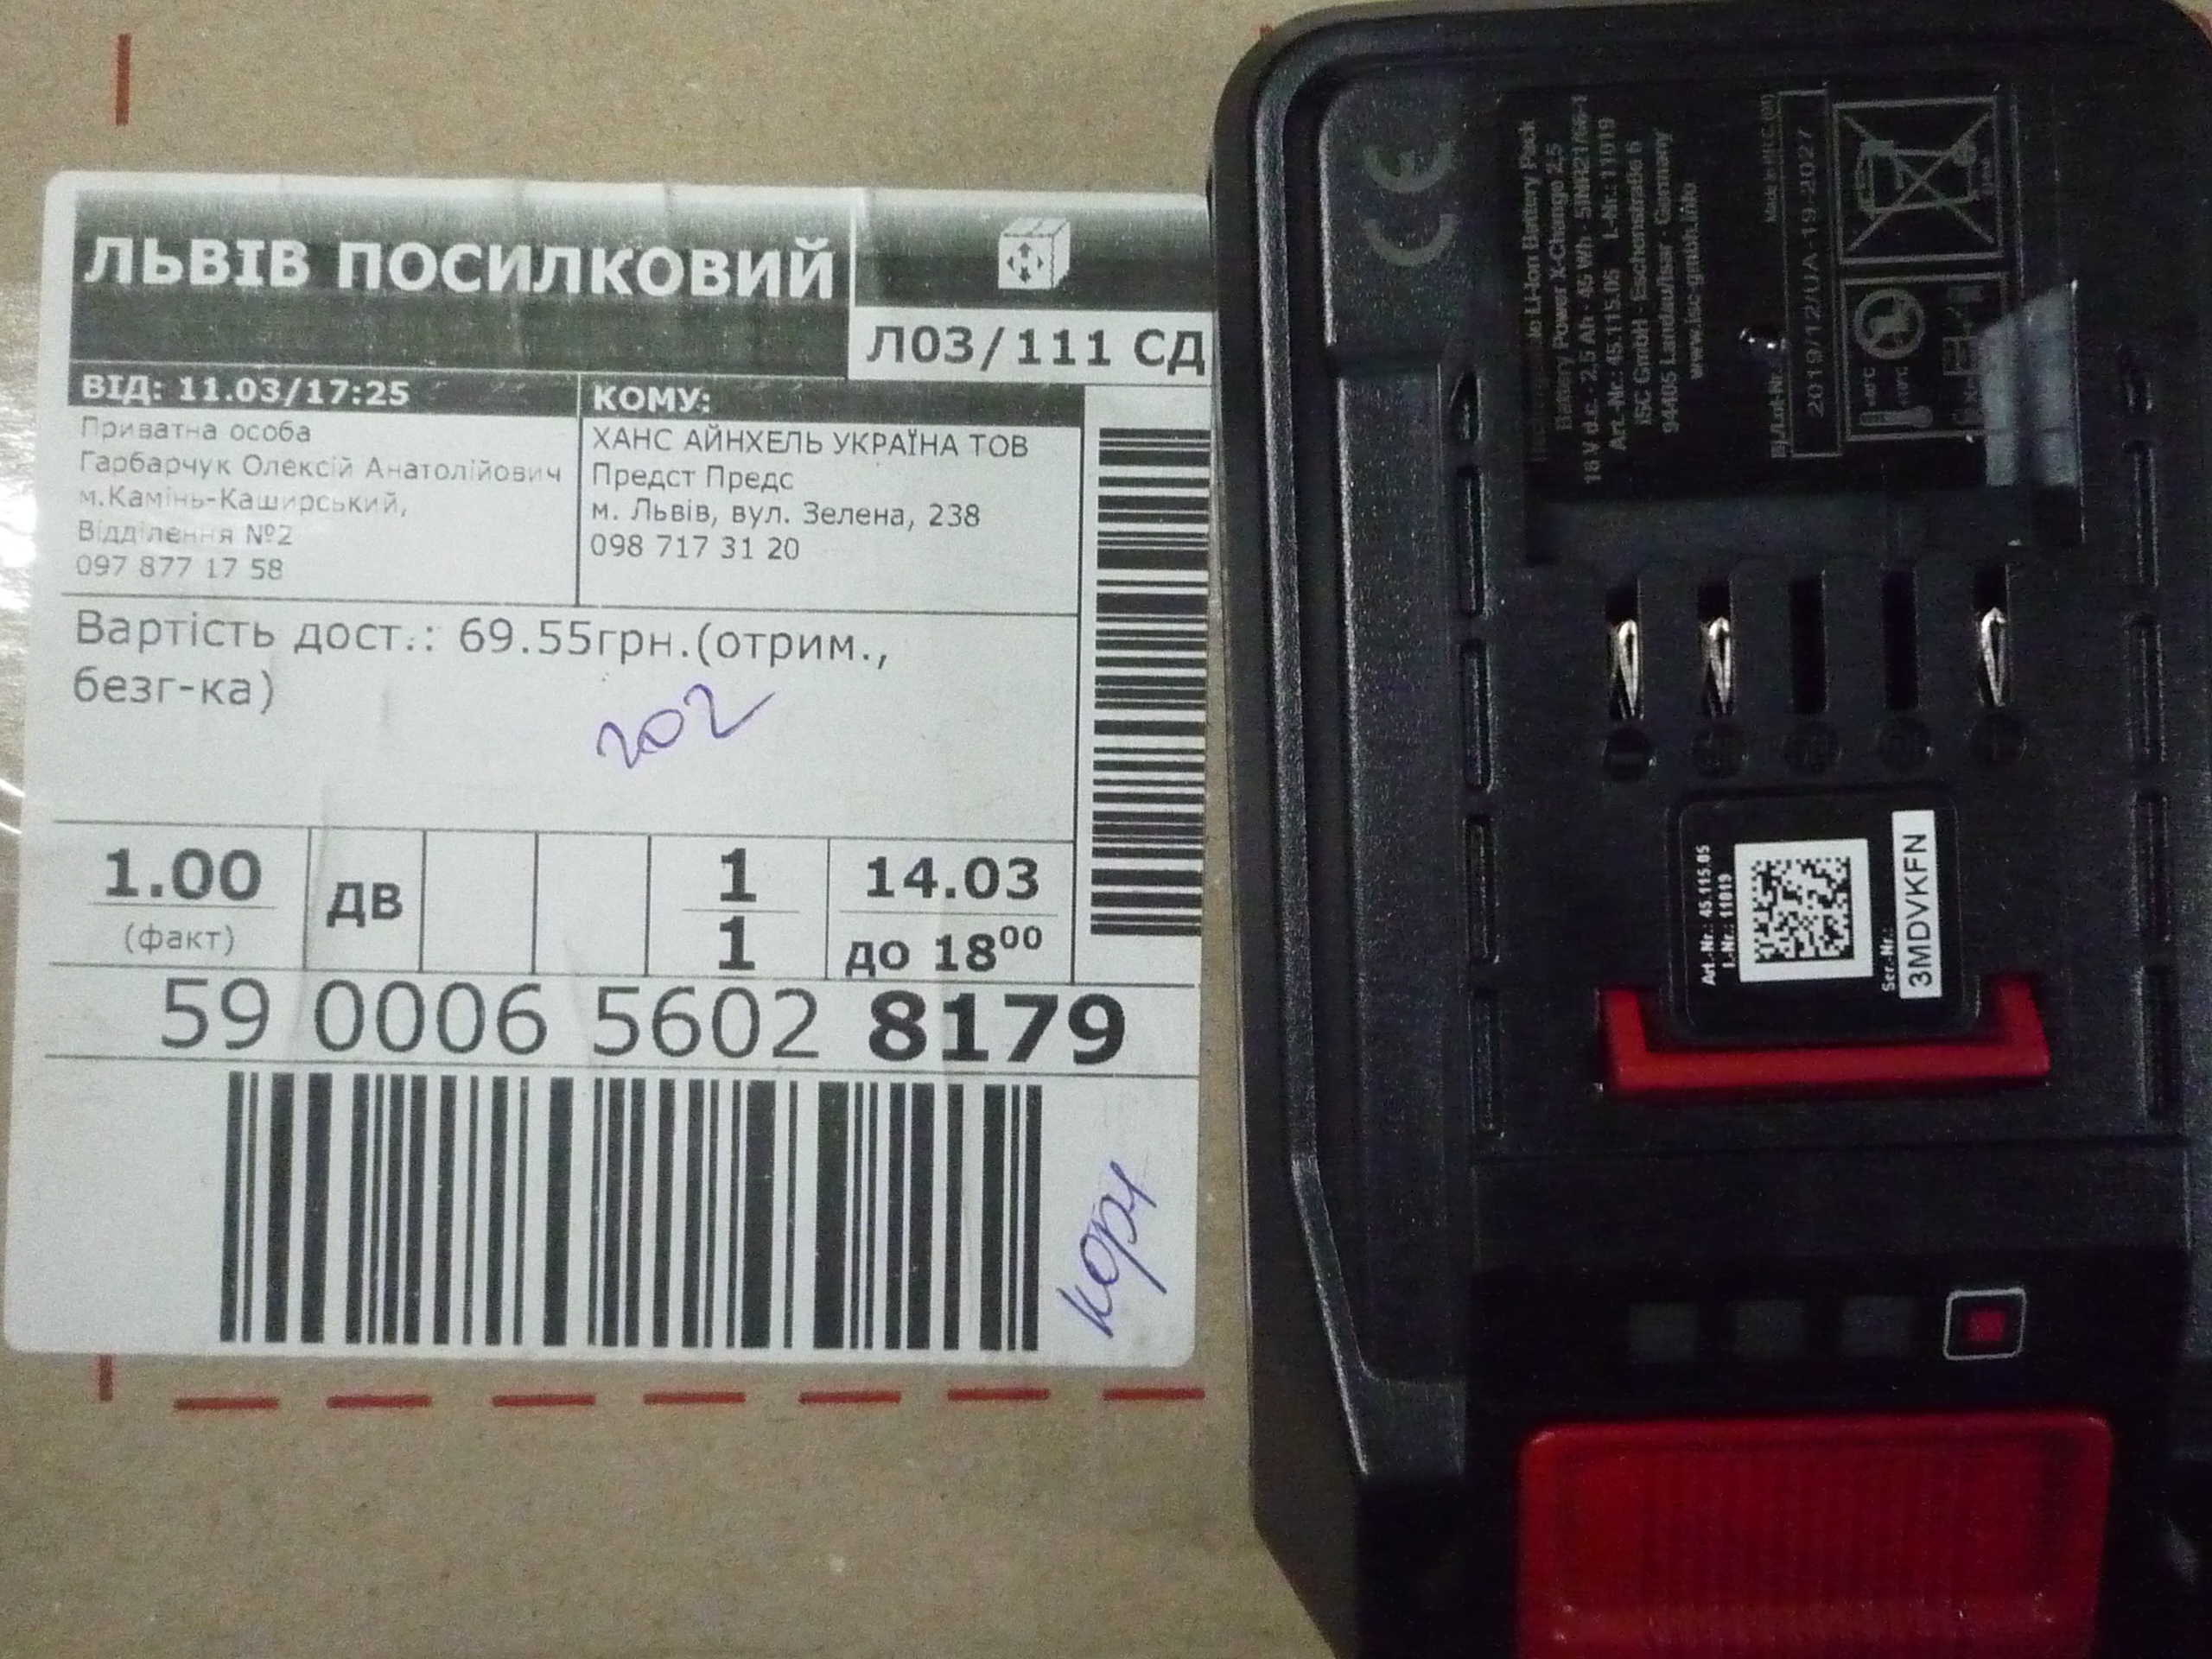 ЛЬВІВ ПОСИЛКОВИЙ
Л03/111 СД
ВІД: 11.03/17:25
Приватна особа
Гарбарчук Олексій Анатолійович
м.Камінь-Каширський,
Відділення №2
097 877 17 58
КОМУ:
ХАНС АЙНХЕЛЬ УКРАЇНА ТОВ
Предст Предс
м. Львів, вул. Зелена, 238
098 717 31 20
Вартість дост.: 69.55грн.(отрим.,
безг-ка)
202
1.00
(факт)
ДВ
1
1
14.03
до 18⁰⁰
59 0006 5602 8179
CE
Li-Ion Battery Pack
Battery Power X-Change 2,5
18 V d.c. - 2,5 Ah - 45 Wh
Art.-Nr.: 45.115.05 I.-Nr.: 11019
iSC GmbH - Eschenstraße 6
94405 Landau/Isar - Germany
www.isc-gmbh.info
2019/12/UA-19-2027
Art.-Nr.: 45.115.05
I.-Nr.: 11019
Ser.-Nr.:
3MDVKFN